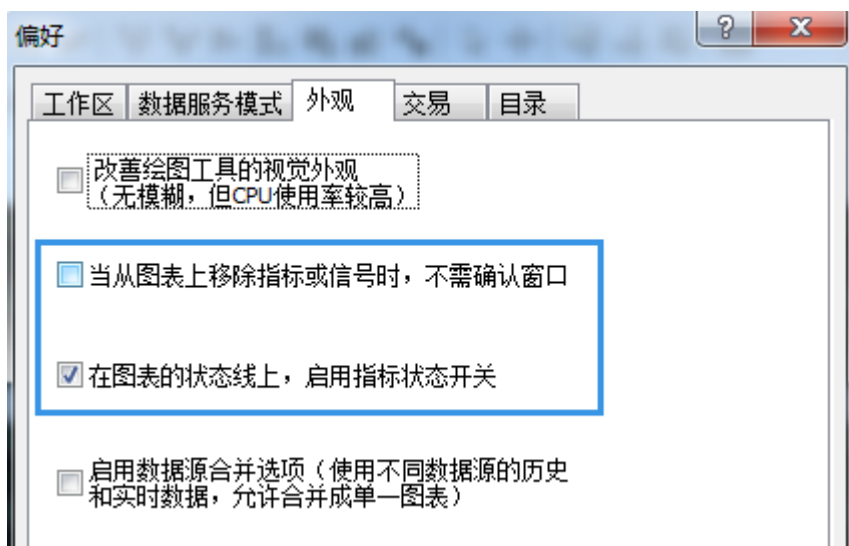 偏好
?
X
工作区 数据服务模式 外观 交易 目录
改善绘图工具的视觉外观
（无模糊，但CPU使用率较高）
当从图表上移除指标或信号时，不需确认窗口
在图表的状态线上，启用指标状态开关
启用数据源合并选项（使用不同数据源的历史
和实时数据，允许合并成单一图表）